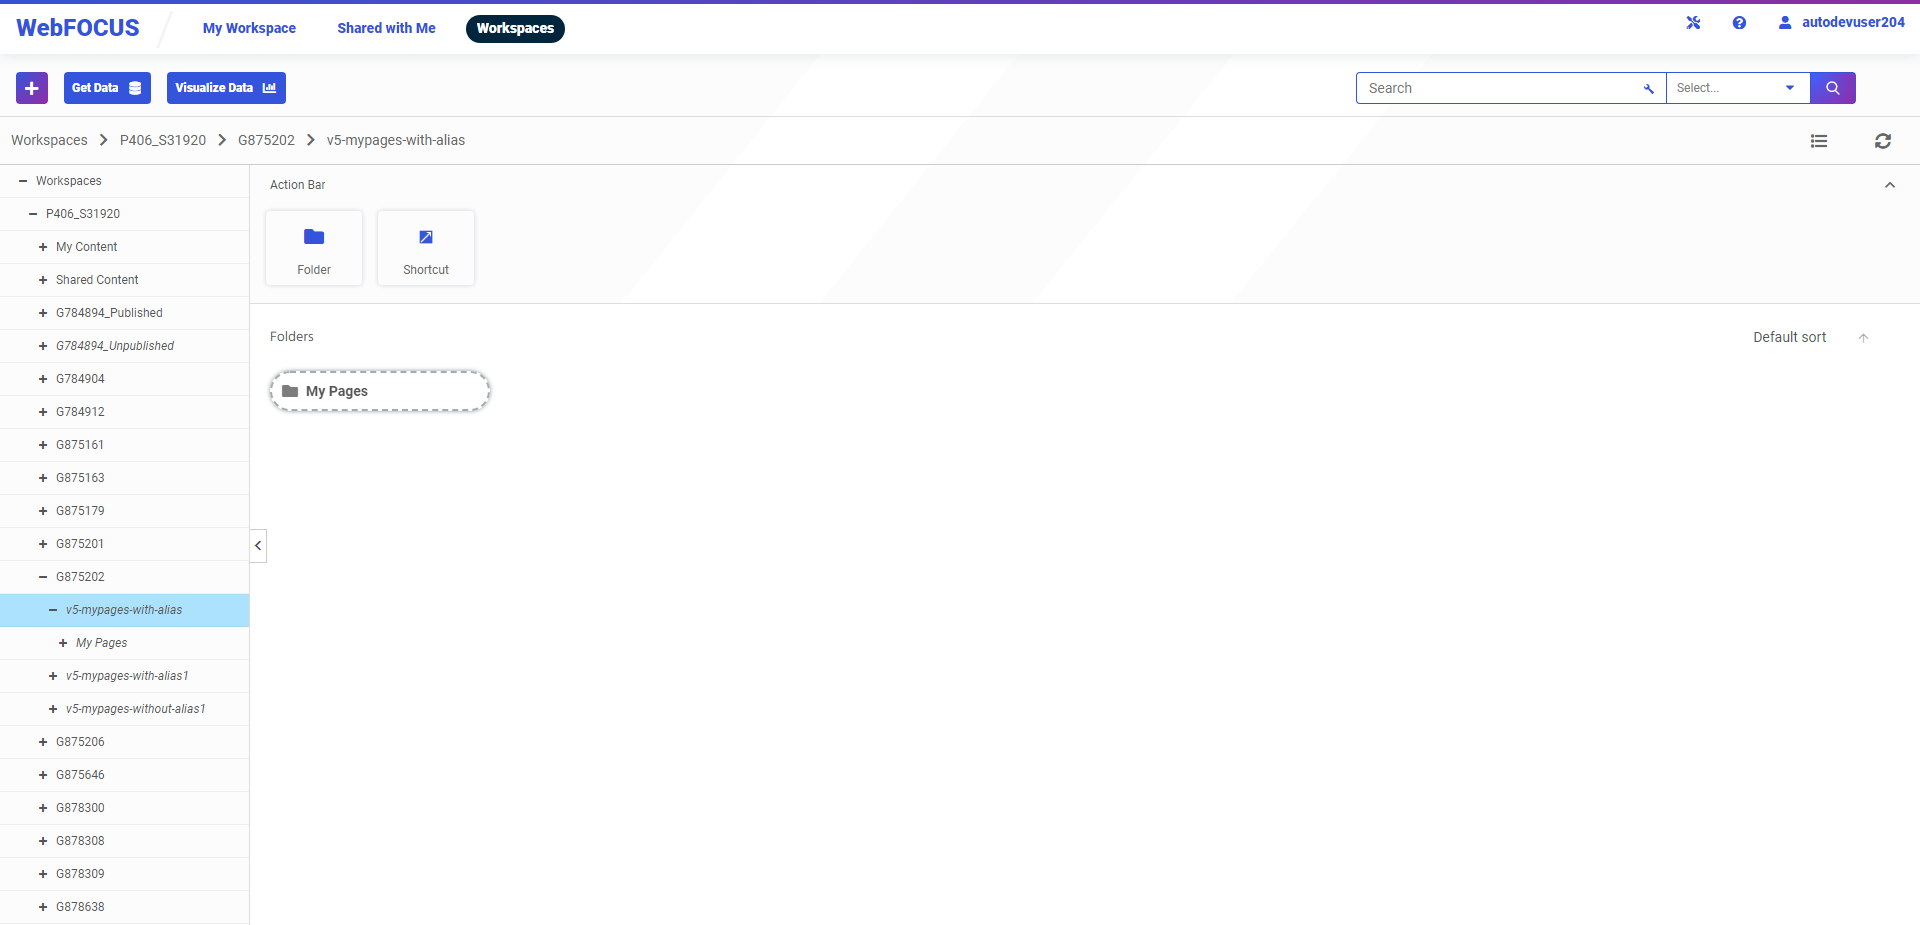 WebFOCUS My Workspace Shared with Me Workspaces autodevuser204
Get Data Visualize Data Search Select...
Workspaces P406_S31920 G875202 v5-mypages-with-alias
Workspaces
P406_S31920
My Content
Shared Content
G784894_Published
G784894_Unpublished
G784904
G784912
G875161
G875163
G875179
G875201
G875202
v5-mypages-with-alias
My Pages
v5-mypages-with-alias1
v5-mypages-without-alias1
G875206
G875646
G878300
G878308
G878309
G878638
Action Bar
Folder Shortcut
Folders Default sort
My Pages